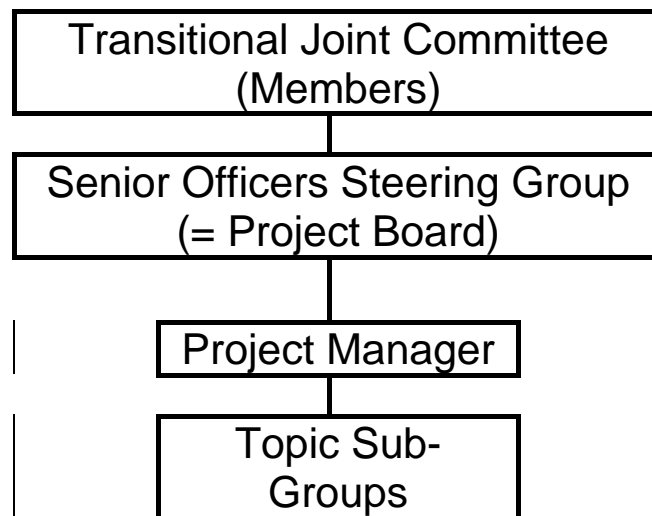 Transitional Joint Committee
(Members)
Senior Officers Steering Group
(= Project Board)
Project Manager
Topic Sub-
Groups